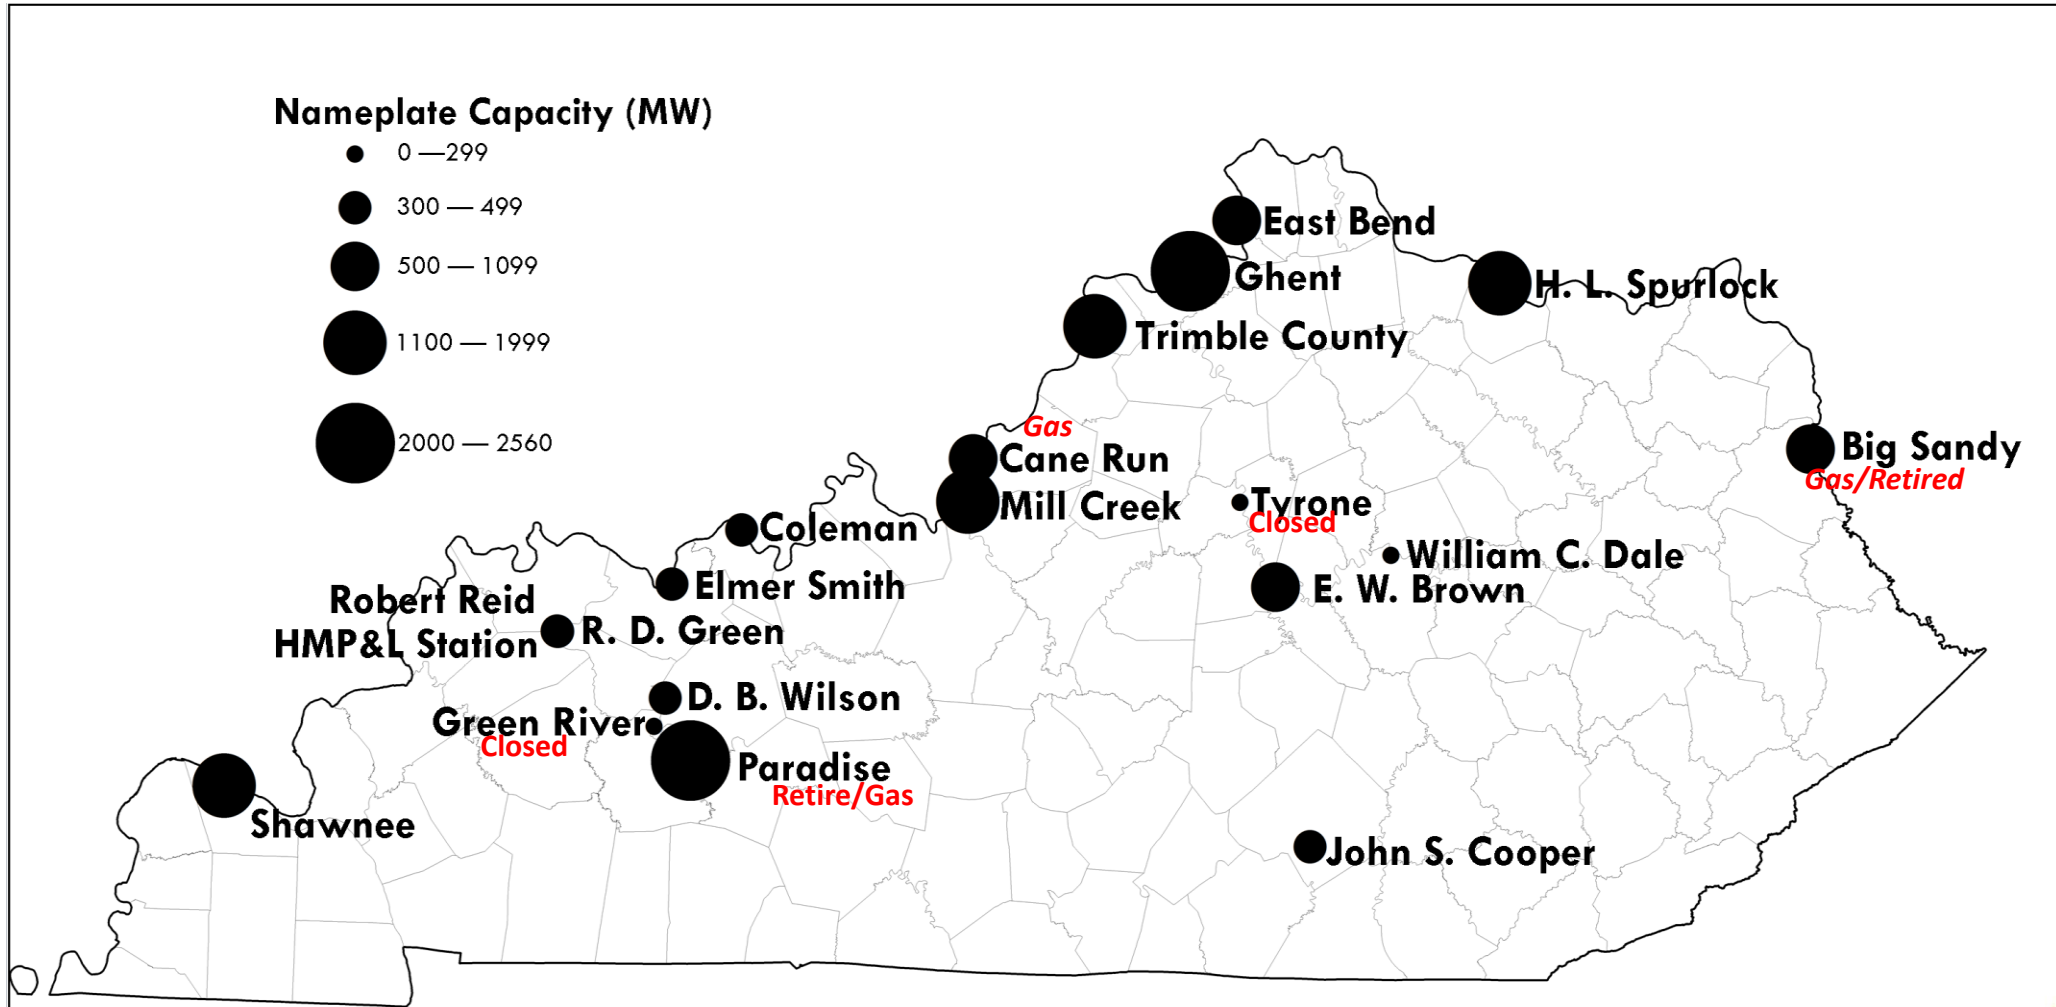 Nameplate Capacity (MW)
0 —299
300 — 499
500 — 1099
1100 — 1999
2000 — 2560
East Bend
Ghent
H. L. Spurlock
Trimble County
Gas
Cane Run
Big Sandy
Gas/Retired
Mill Creek
Tyrone
Closed
Coleman
William C. Dale
Elmer Smith
E. W. Brown
Robert Reid
HMP&L Station
R. D. Green
D. B. Wilson
Green River
Closed
Paradise
Retire/Gas
Shawnee
John S. Cooper